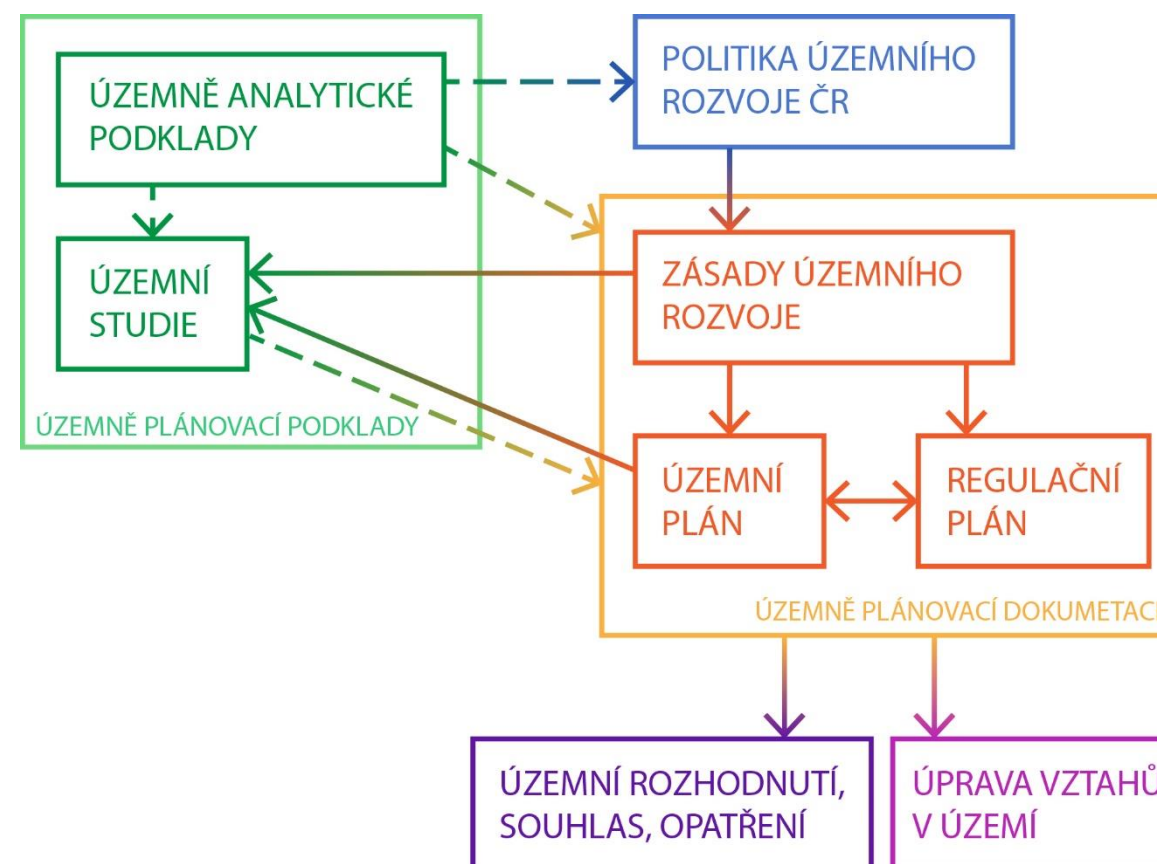 ÚZEMNĚ ANALYTICKÉ
PODKLADY
POLITIKA ÚZEMNÍHO
ROZVOJE ČR
ÚZEMNÍ
STUDIE
ZÁSADY ÚZEMNÍHO
ROZVOJE
ÚZEMNĚ PLÁNOVACÍ PODKLADY
ÚZEMNÍ
PLÁN
REGULAČNÍ
PLÁN
ÚZEMNĚ PLÁNOVACÍ DOKUMETACE
ÚZEMNÍ ROZHODNUTÍ,
SOUHLAS, OPATŘENÍ
ÚPRAVA VZTAHŮ
V ÚZEMÍ